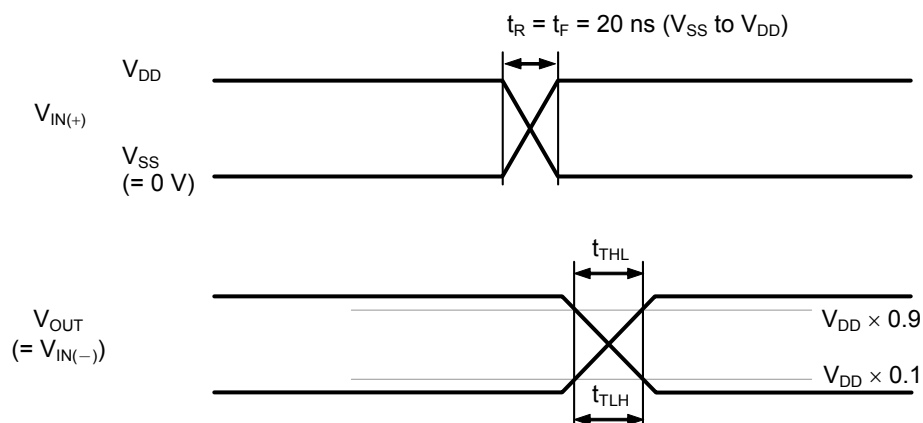 t_R = t_F = 20 ns (V_SS to V_DD)
V_DD
V_IN(+)
V_SS
(= 0 V)
t_THL
V_OUT
(= V_IN(−))
V_DD × 0.9
V_DD × 0.1
t_TLH